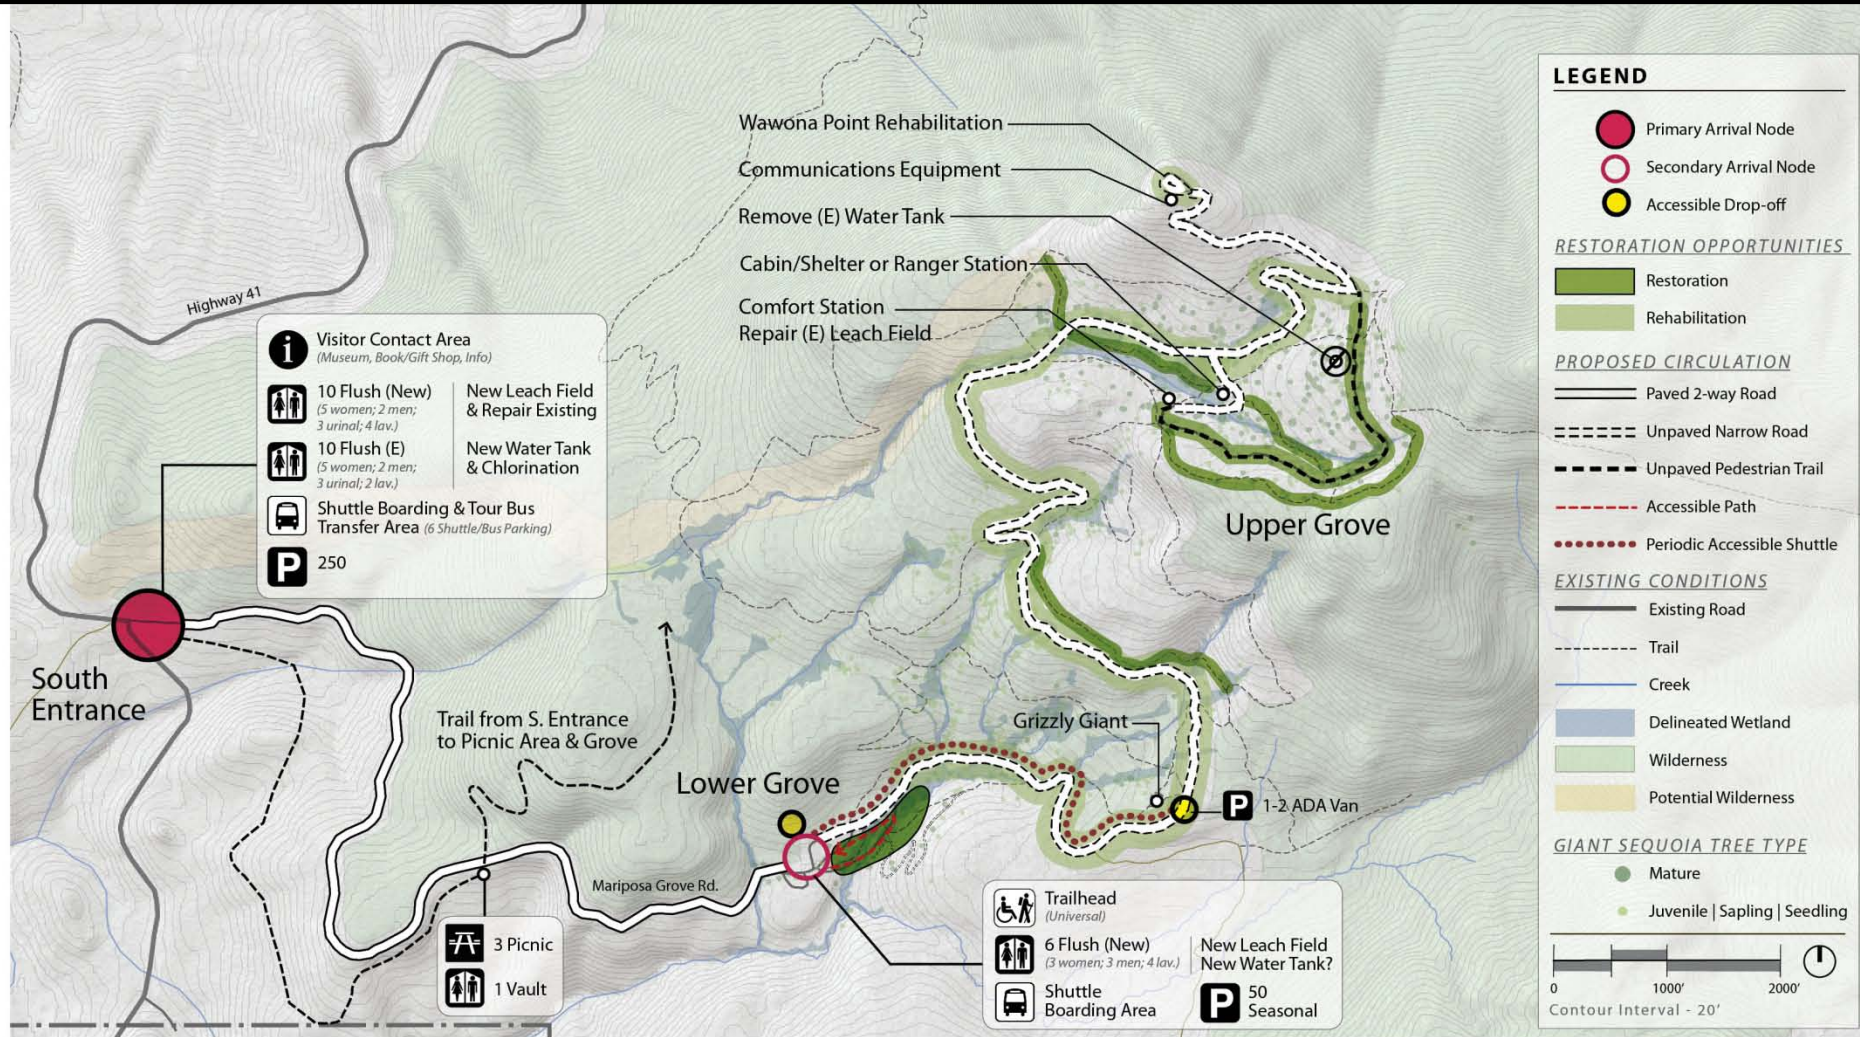 Wawona Point Rehabilitation
Communications Equipment
Remove (E) Water Tank
Cabin/Shelter or Ranger Station
Comfort Station
Repair (E) Leach Field
Highway 41
i
Visitor Contact Area
(Museum, Book/Gift Shop, Info)
10 Flush (New)
(5 women; 2 men;
3 urinal; 4 lav.)
New Leach Field
& Repair Existing
10 Flush (E)
(5 women; 2 men;
3 urinal; 2 lav.)
New Water Tank
& Chlorination
Shuttle Boarding & Tour Bus
Transfer Area (6 Shuttle/Bus Parking)
P
250
South
Entrance
Trail from S. Entrance
to Picnic Area & Grove
Upper Grove
Grizzly Giant
Lower Grove
P
1-2 ADA Van
Mariposa Grove Rd.
3 Picnic
1 Vault
Trailhead
(Universal)
6 Flush (New)
(3 women; 3 men; 4 lav.)
New Leach Field
New Water Tank?
Shuttle
Boarding Area
P
50
Seasonal
LEGEND
Primary Arrival Node
Secondary Arrival Node
Accessible Drop-off
RESTORATION OPPORTUNITIES
Restoration
Rehabilitation
PROPOSED CIRCULATION
Paved 2-way Road
Unpaved Narrow Road
Unpaved Pedestrian Trail
Accessible Path
Periodic Accessible Shuttle
EXISTING CONDITIONS
Existing Road
Trail
Creek
Delineated Wetland
Wilderness
Potential Wilderness
GIANT SEQUOIA TREE TYPE
Mature
Juvenile | Sapling | Seedling
0 1000' 2000'
Contour Interval - 20'